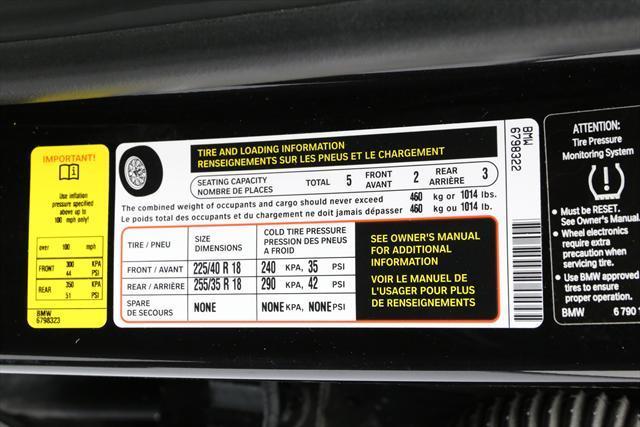 IMPORTANT!
Use inflation
pressure specified
above up to
100 mph only!
over 100 mph
FRONT 300 KPA
44 PSI
REAR 350 KPA
51 PSI
BMW
6798323
TIRE AND LOADING INFORMATION
RENSEIGNEMENTS SUR LES PNEUS ET LE CHARGEMENT
SEATING CAPACITY
NOMBRE DE PLACES
TOTAL 5
FRONT
AVANT 2
REAR
ARRIÈRE 3
The combined weight of occupants and cargo should never exceed 460 kg or 1014 lbs.
Le poids total des occupants et du chargement ne doit jamais dépasser 460 kg ou 1014 lb.
TIRE / PNEU
SIZE
DIMENSIONS
COLD TIRE PRESSURE
PRESSION DES PNEUS
A FROID
FRONT / AVANT 225/40 R 18 240 KPA, 35 PSI
REAR / ARRIÈRE 255/35 R 18 290 KPA, 42 PSI
SPARE
DE SECOURS
NONE NONE KPA, NONE PSI
SEE OWNER'S MANUAL
FOR ADDITIONAL
INFORMATION
VOIR LE MANUEL DE
L'USAGER POUR PLUS
DE RENSEIGNEMENTS
BMW
6798322
ATTENTION:
Tire Pressure
Monitoring System
• Must be RESET.
See Owner's Manual.
• Wheel electronics
require extra
precaution when
servicing tire.
• Use BMW approved
tires to ensure
proper operation.
BMW 6 790